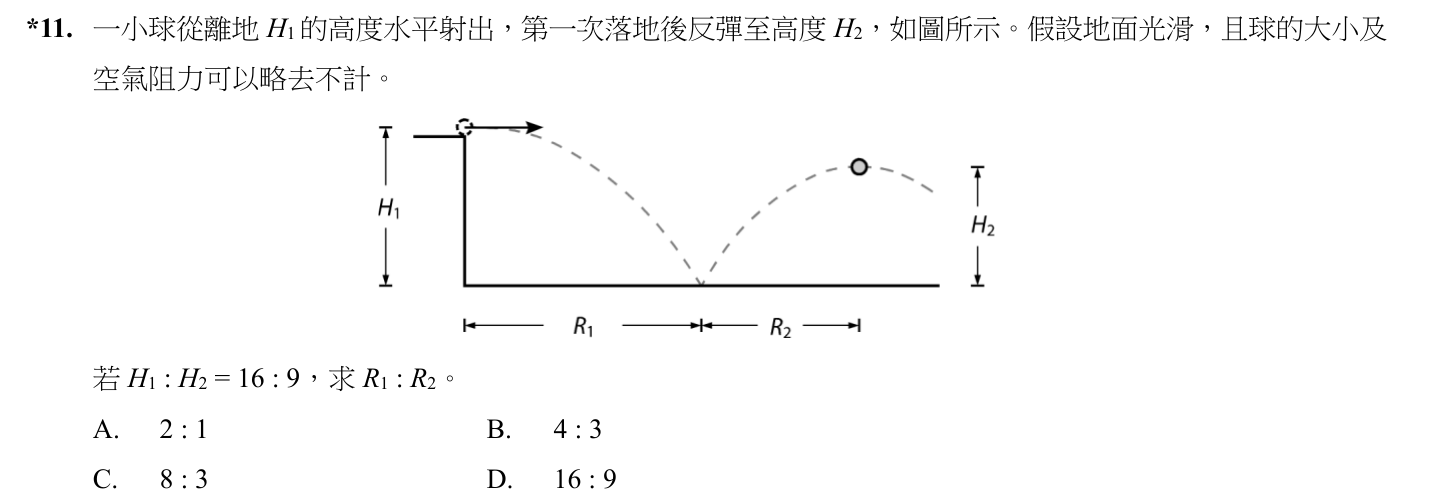 *11. 一小球從離地 H₁ 的高度水平射出，第一次落地後反彈至高度 H₂，如圖所示。假設地面光滑，且球的大小及
空氣阻力可以略去不計。
H₁
H₂
R₁
R₂
若 H₁ : H₂ = 16 : 9，求 R₁ : R₂。
A. 2 : 1 B. 4 : 3
C. 8 : 3 D. 16 : 9